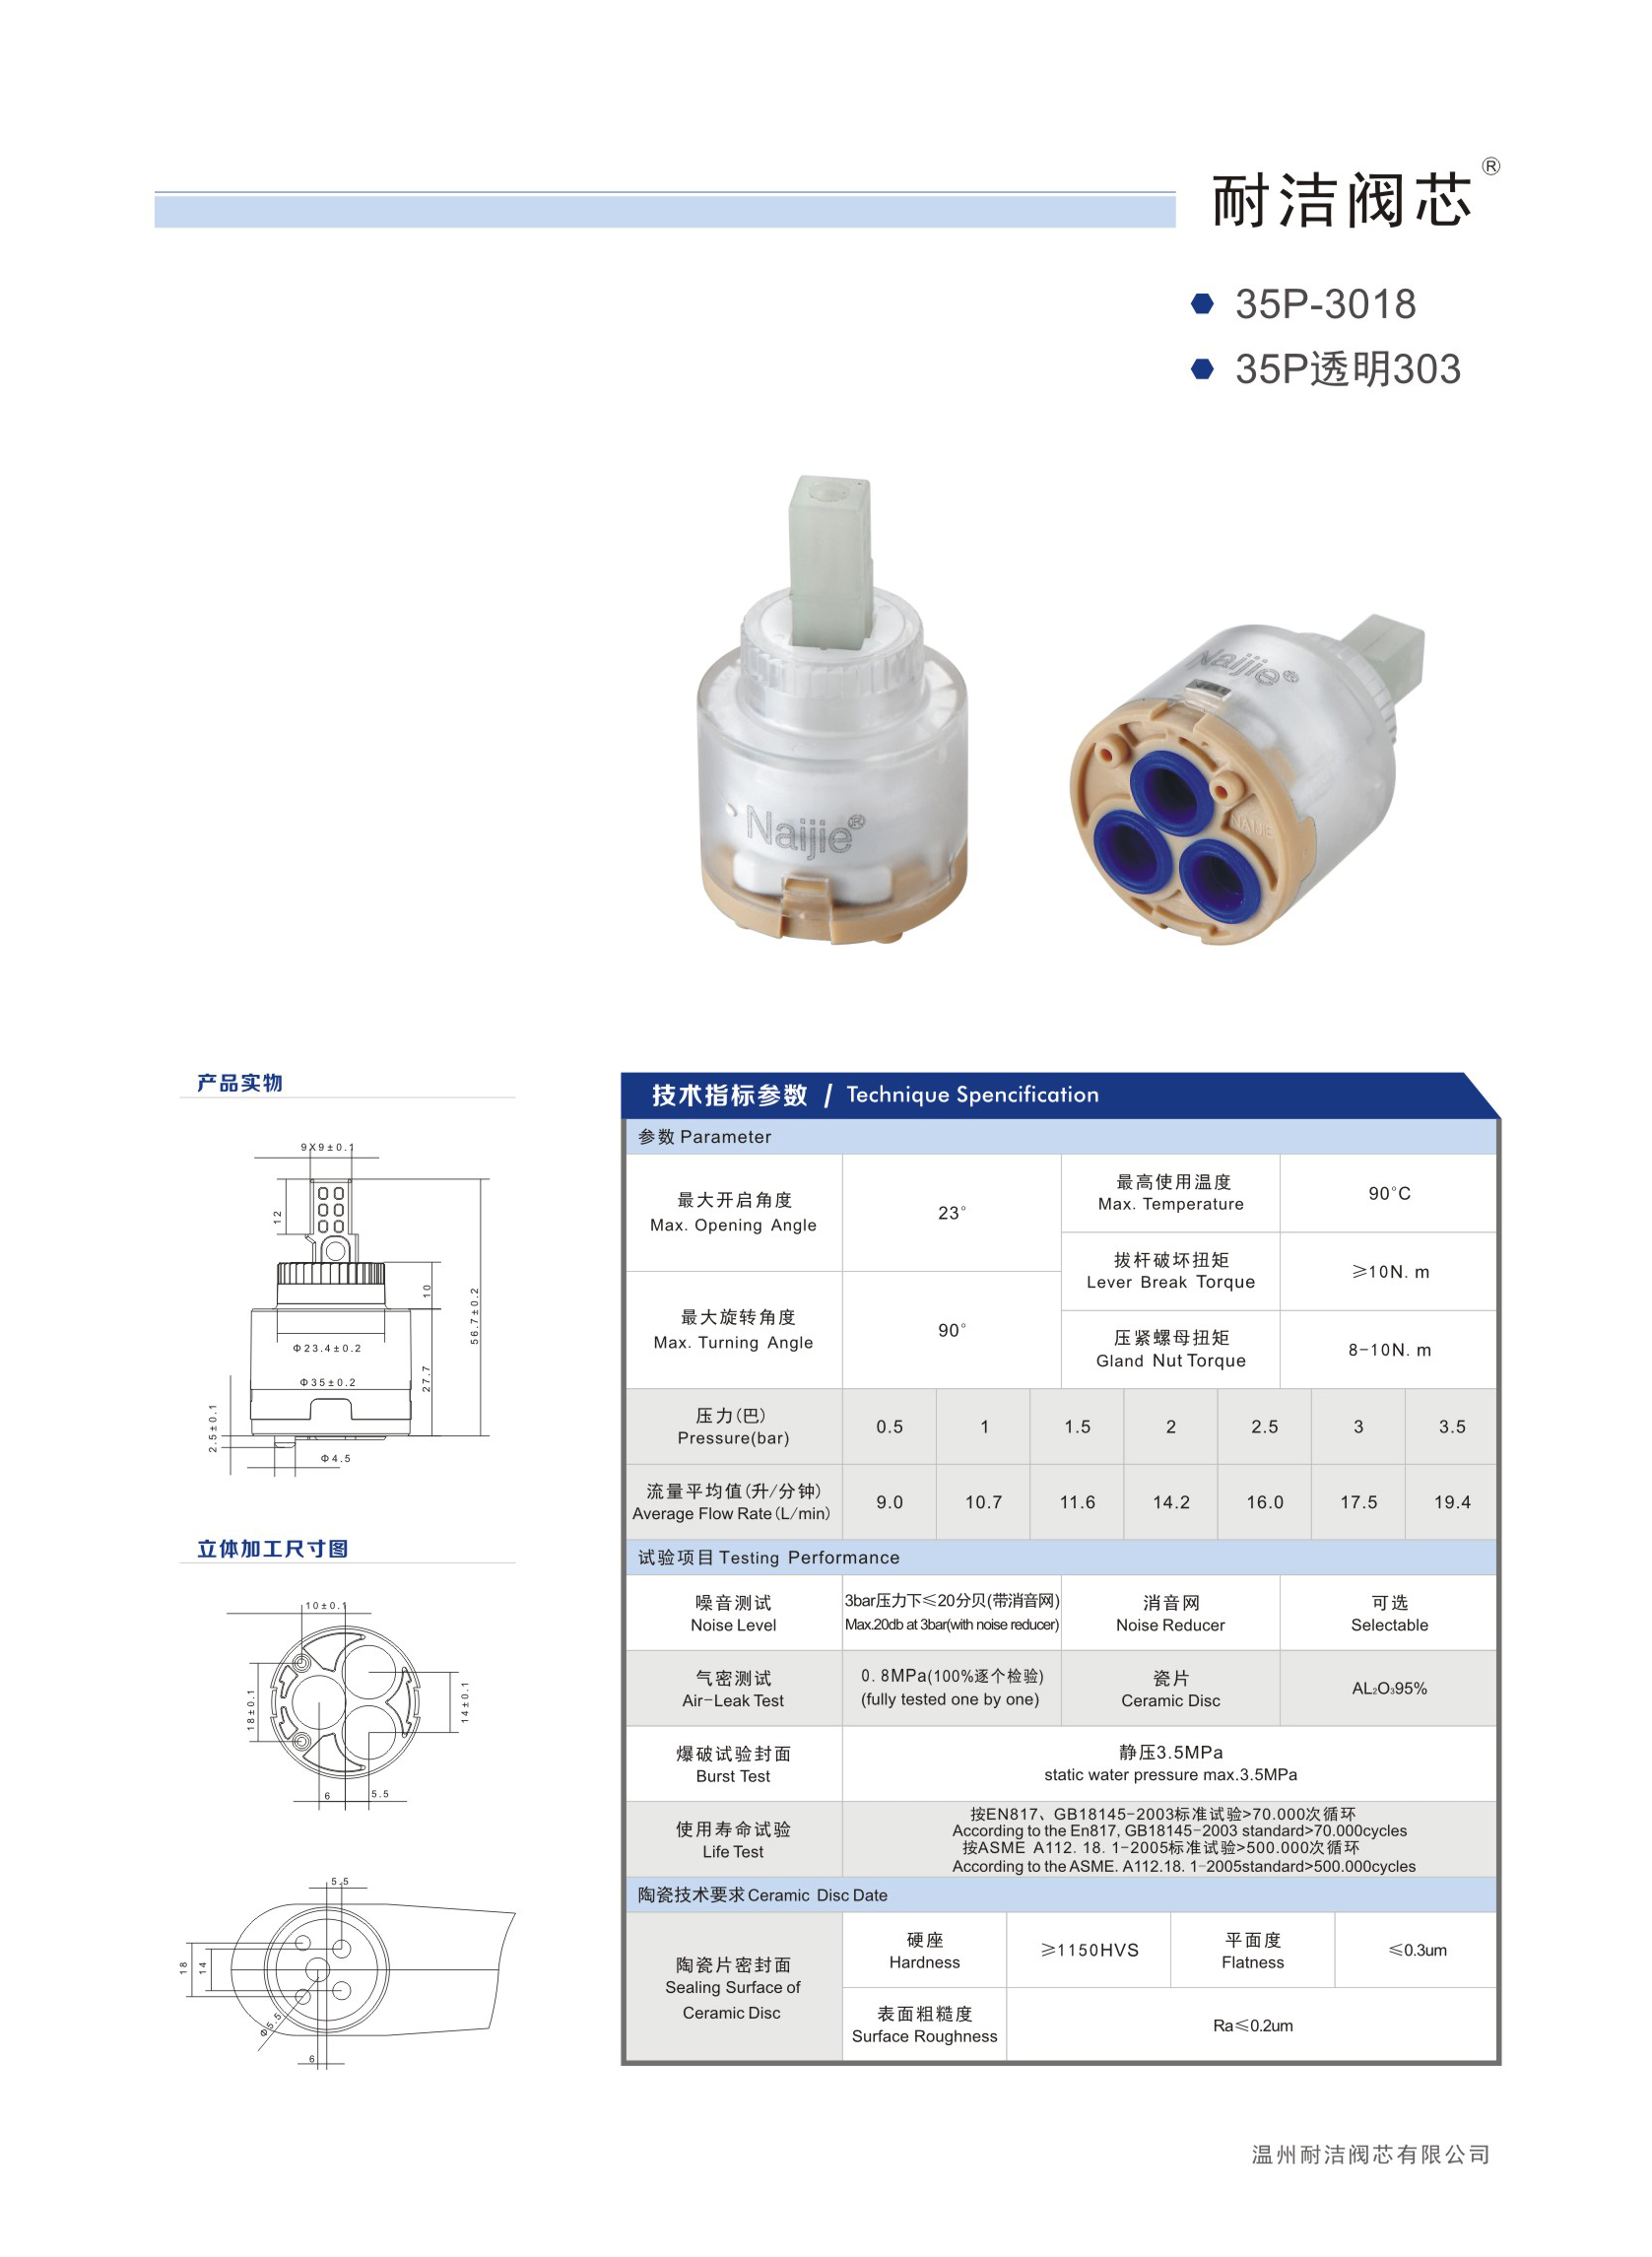 耐洁阀芯®
35P-3018
35P透明303
Naijie®
Naijie®
NAIJIE
产品实物
9X9±0.1
12
10
56.7±0.2
Φ23.4±0.2
Φ35±0.2
27.7
2.5±0.1
Φ4.5
立体加工尺寸图
10±0.1
18±0.1
14±0.1
6
5.5
5.5
18
14
Φ5.5
6
技术指标参数 / Technique Spencification
参数 Parameter
最大开启角度
Max. Opening Angle
23°
最高使用温度
Max. Temperature
90°C
拔杆破坏扭矩
Lever Break Torque
≥10N. m
最大旋转角度
Max. Turning Angle
90°
压紧螺母扭矩
Gland Nut Torque
8-10N. m
压力(巴)
Pressure(bar)
0.5 1 1.5 2 2.5 3 3.5
流量平均值(升/分钟)
Average Flow Rate(L/min)
9.0 10.7 11.6 14.2 16.0 17.5 19.4
试验项目 Testing Performance
噪音测试
Noise Level
3bar压力下≤20分贝(带消音网)
Max.20db at 3bar(with noise reducer)
消音网
Noise Reducer
可选
Selectable
气密测试
Air-Leak Test
0. 8MPa(100%逐个检验)
(fully tested one by one)
瓷片
Ceramic Disc
AL₂O₃95%
爆破试验封面
Burst Test
静压3.5MPa
static water pressure max.3.5MPa
使用寿命试验
Life Test
按EN817、GB18145-2003标准试验>70.000次循环
According to the En817, GB18145-2003 standard>70.000cycles
按ASME A112. 18. 1-2005标准试验>500.000次循环
According to the ASME. A112.18. 1-2005standard>500.000cycles
陶瓷技术要求 Ceramic Disc Date
陶瓷片密封面
Sealing Surface of
Ceramic Disc
硬座
Hardness
≥1150HVS
平面度
Flatness
≤0.3um
表面粗糙度
Surface Roughness
Ra≤0.2um
温州耐洁阀芯有限公司